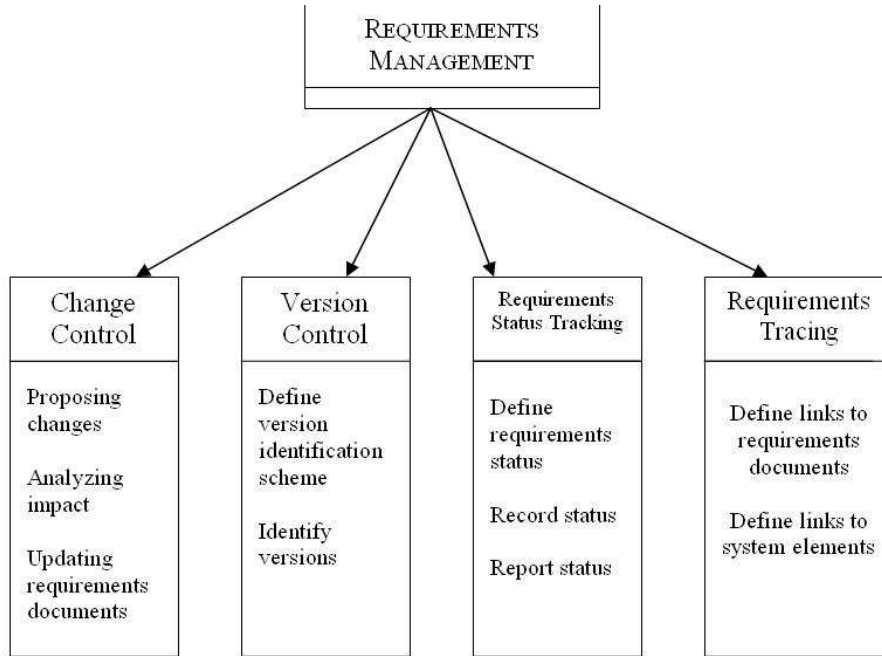 REQUIREMENTS
MANAGEMENT
Change
Control
Proposing
changes
Analyzing
impact
Updating
requirements
documents
Version
Control
Define
version
identification
scheme
Identify
versions
Requirements
Status Tracking
Define
requirements
status
Record status
Report status
Requirements
Tracing
Define links to
requirements
documents
Define links to
system elements